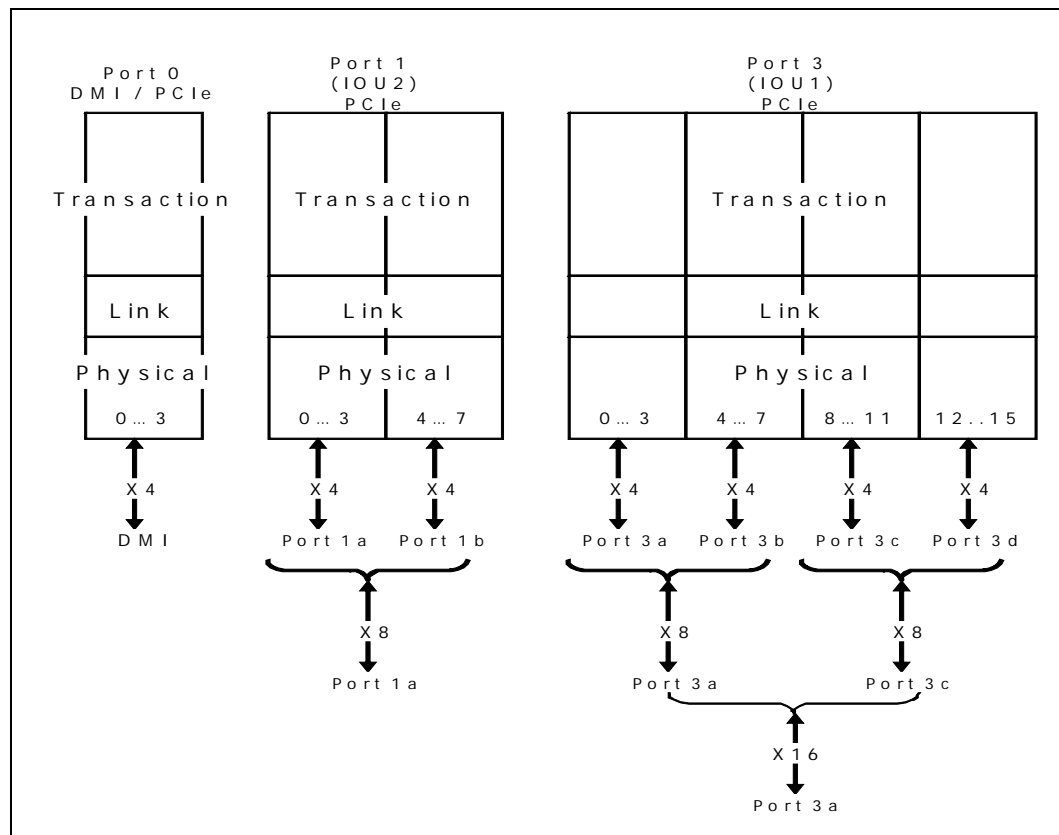 Port 0
DMI / PCIe
Port 1
(IOU2)
PCIe
Port 3
(IOU1)
PCIe
Transaction
Transaction
Transaction
Link
Link
Link
Physical
Physical
Physical
0...3
0...3
4...7
0...3
4...7
8...11
12..15
X4
X4
X4
X4
X4
X4
X4
DMI
Port 1a
Port 1b
Port 3a
Port 3b
Port 3c
Port 3d
X8
X8
X8
Port 1a
Port 3a
Port 3c
X16
Port 3a